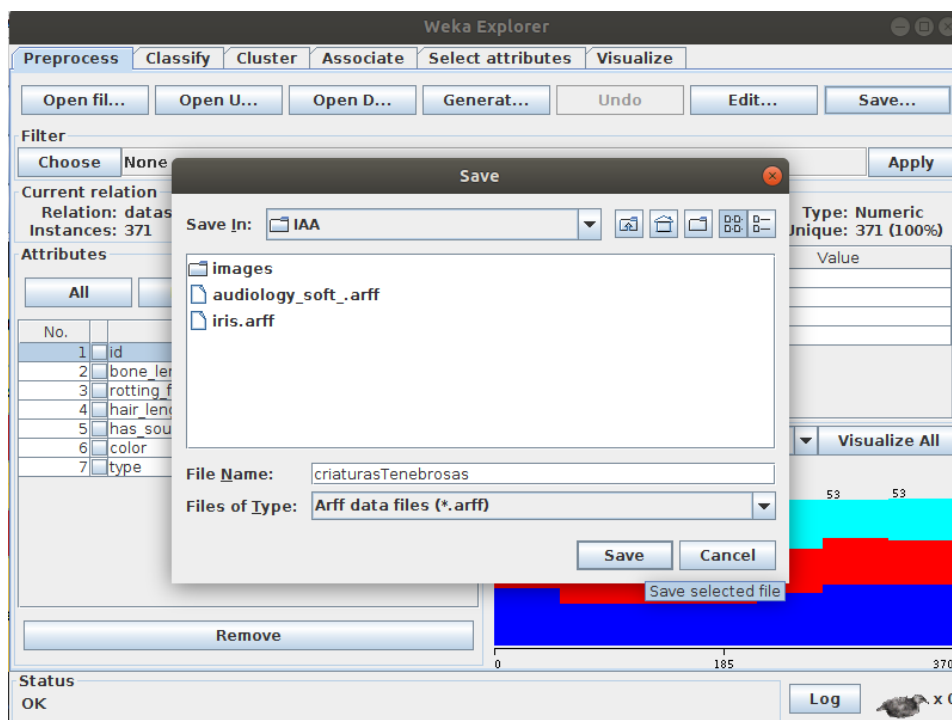 Weka Explorer
Preprocess Classify Cluster Associate Select attributes Visualize
Open fil... Open U... Open D... Generat... Undo Edit... Save...
Filter
Choose None Apply
Save
Current relation
Relation: datas
Instances: 371
Type: Numeric
Unique: 371 (100%)
Save In: IAA
Attributes
Value
images
audiology_soft_.arff
iris.arff
All
No.
1 id
2 bone_len
3 rotting_f
4 hair_leng
5 has_sou
6 color
7 type
Visualize All
File Name: criaturasTenebrosas
Files of Type: Arff data files (*.arff)
53 53
Save Cancel
Save selected file
Remove
0 185 370
Status
OK
Log x 0